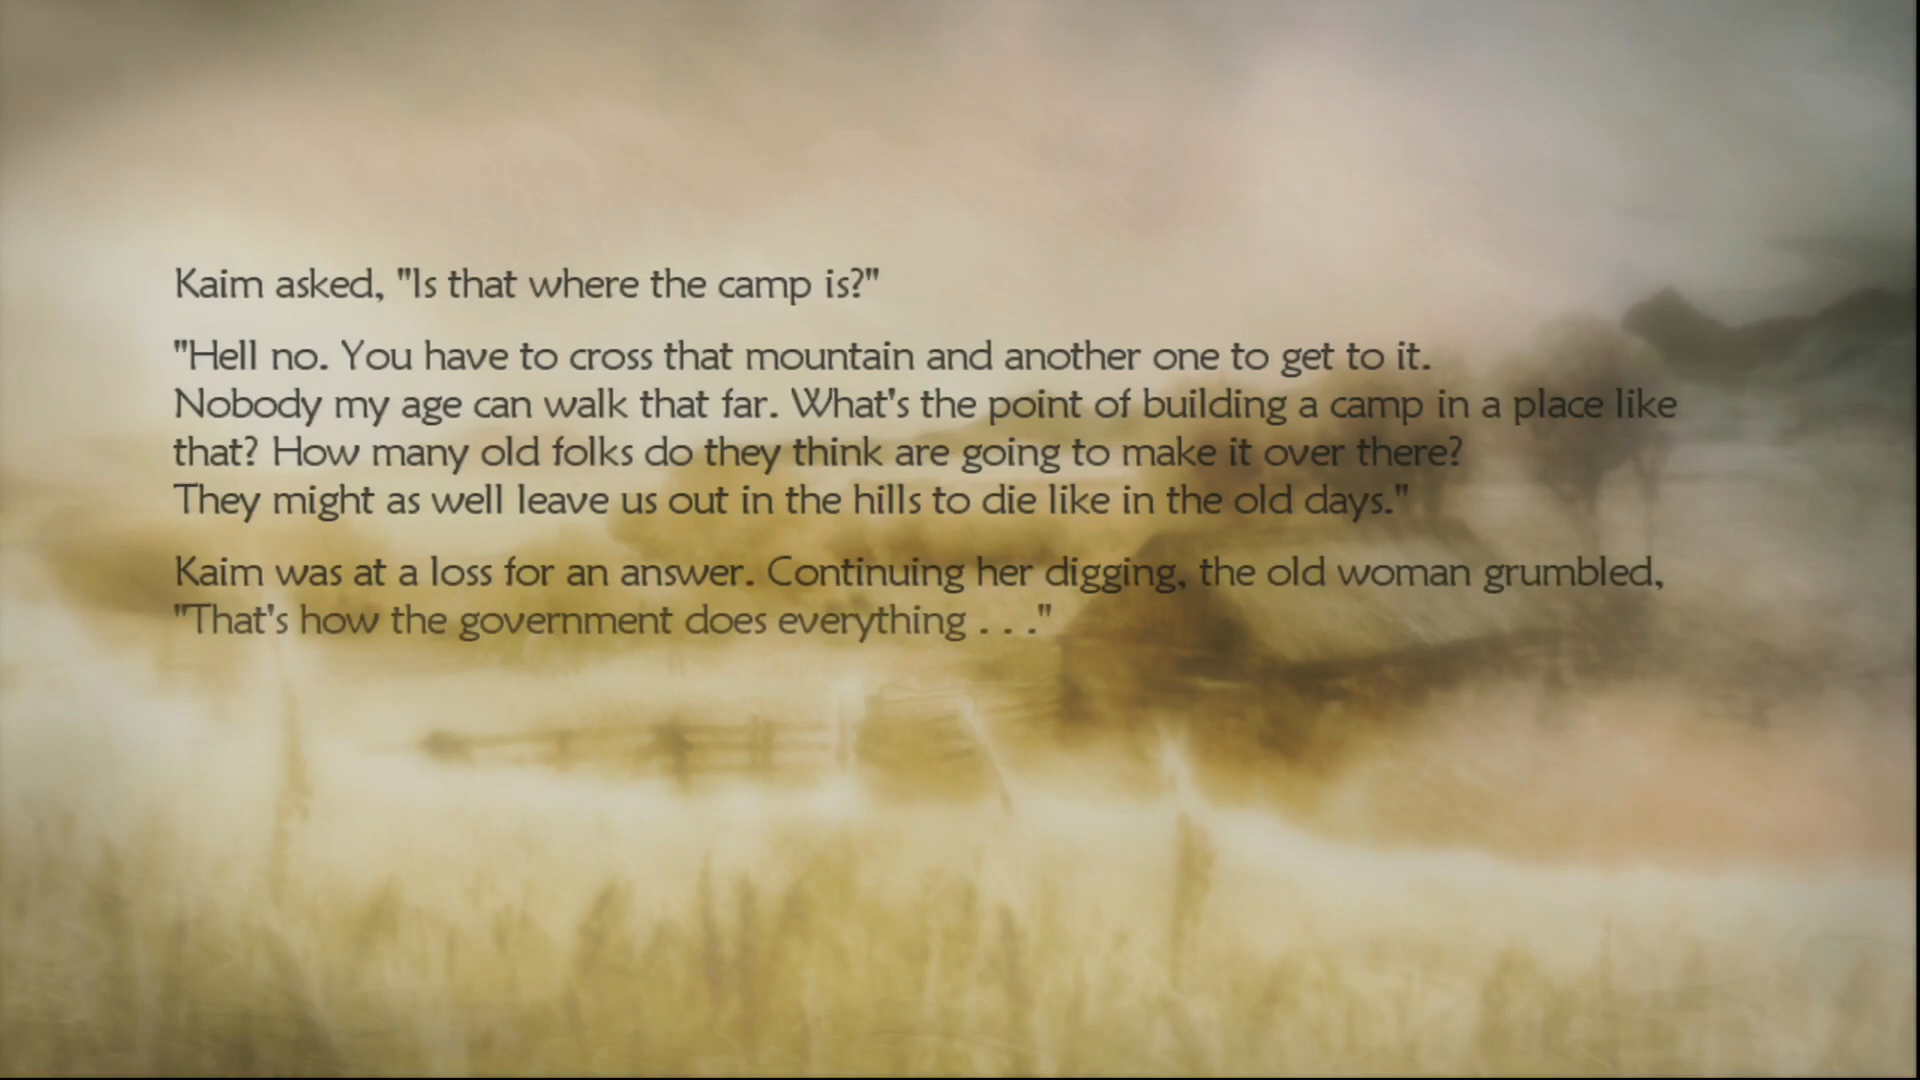 Kaim asked, "Is that where the camp is?"
"Hell no. You have to cross that mountain and another one to get to it.
Nobody my age can walk that far. What's the point of building a camp in a place like
that? How many old folks do they think are going to make it over there?
They might as well leave us out in the hills to die like in the old days."
Kaim was at a loss for an answer. Continuing her digging, the old woman grumbled,
"That's how the government does everything . . ."